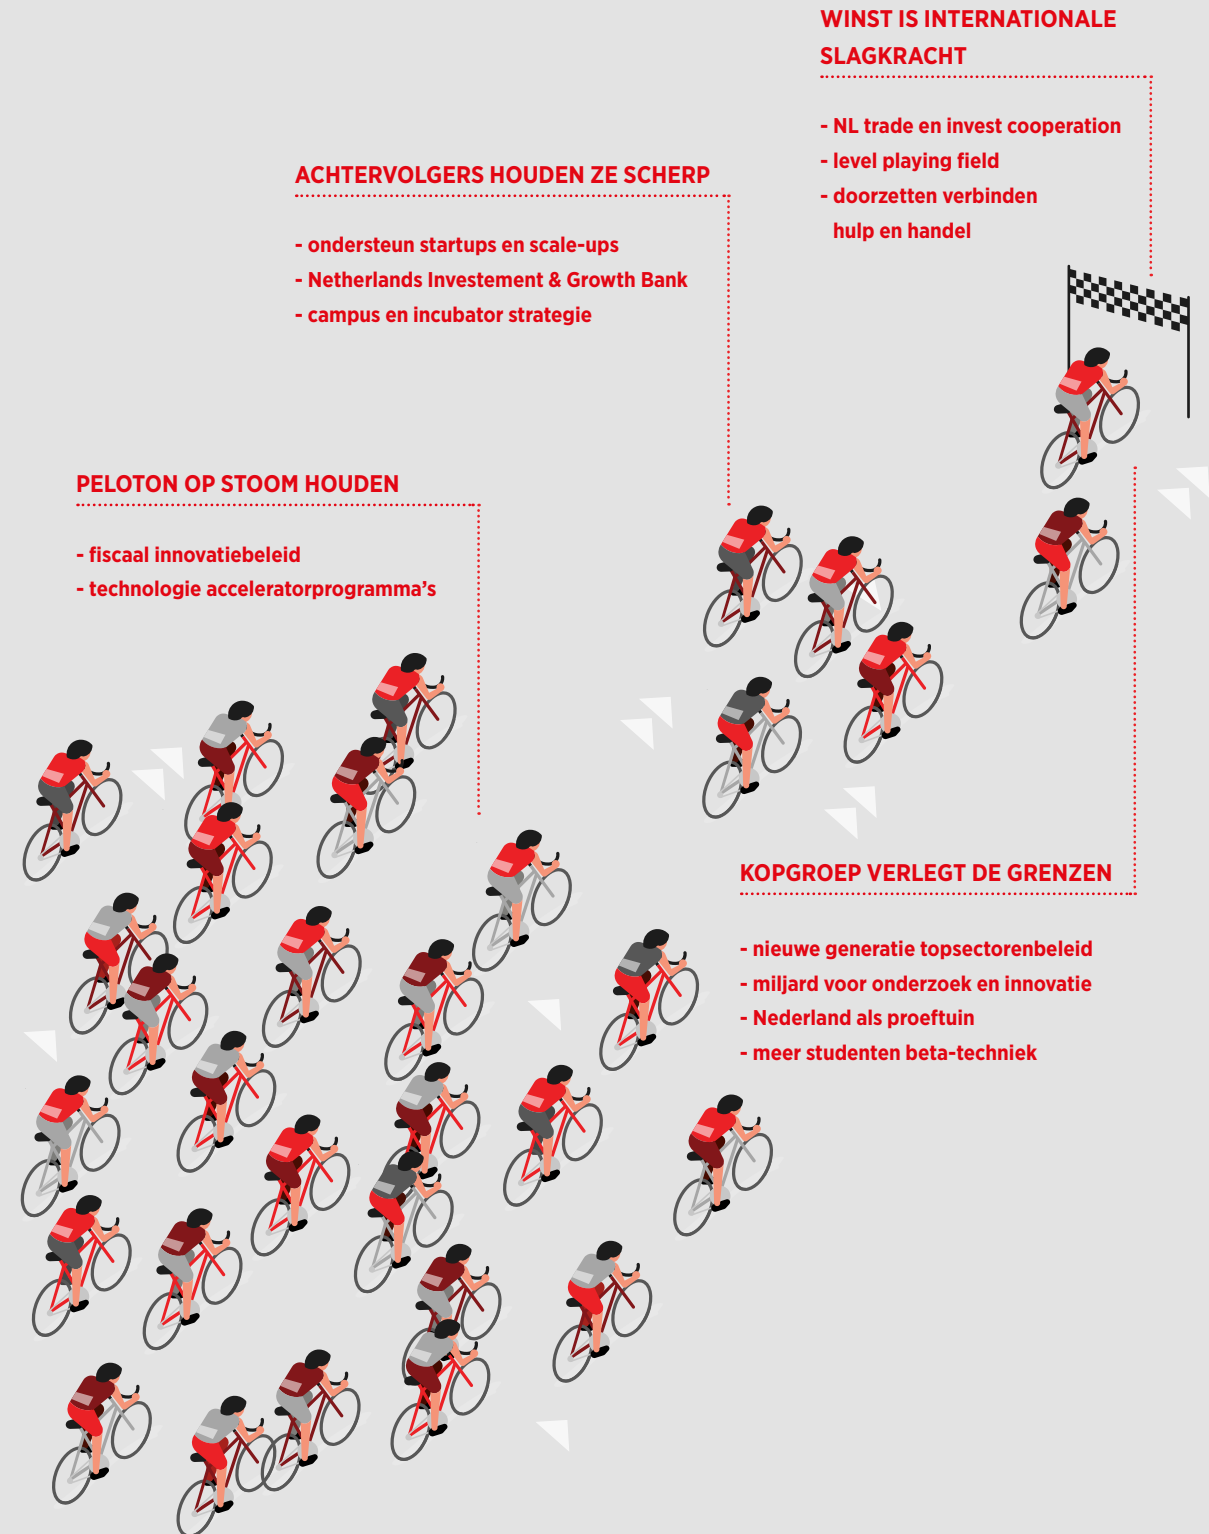 WINST IS INTERNATIONALE
SLAGKRACHT
- NL trade en invest cooperation
- level playing field
- doorzetten verbinden
hulp en handel
ACHTERVOLGERS HOUDEN ZE SCHERP
- ondersteun startups en scale-ups
- Netherlands Investement & Growth Bank
- campus en incubator strategie
PELOTON OP STOOM HOUDEN
- fiscaal innovatiebeleid
- technologie acceleratorprogramma's
KOPGROEP VERLEGT DE GRENZEN
- nieuwe generatie topsectorenbeleid
- miljard voor onderzoek en innovatie
- Nederland als proeftuin
- meer studenten beta-techniek